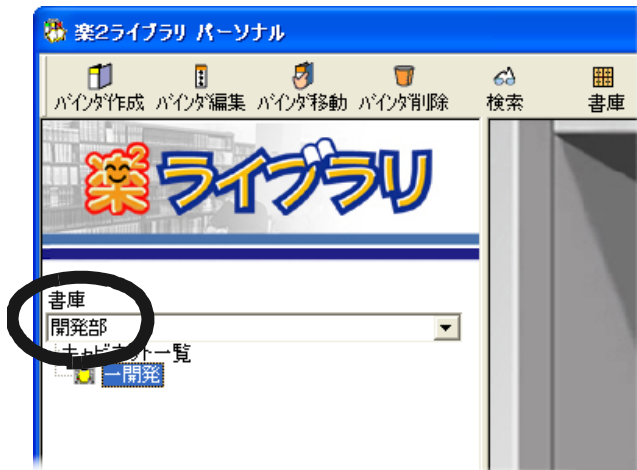 楽2ライブラリ パーソナル
バインダ作成 バインダ編集 バインダ移動 バインダ削除 検索 書庫
楽ライブラリ
書庫
開発部
キャビネット一覧
一開発